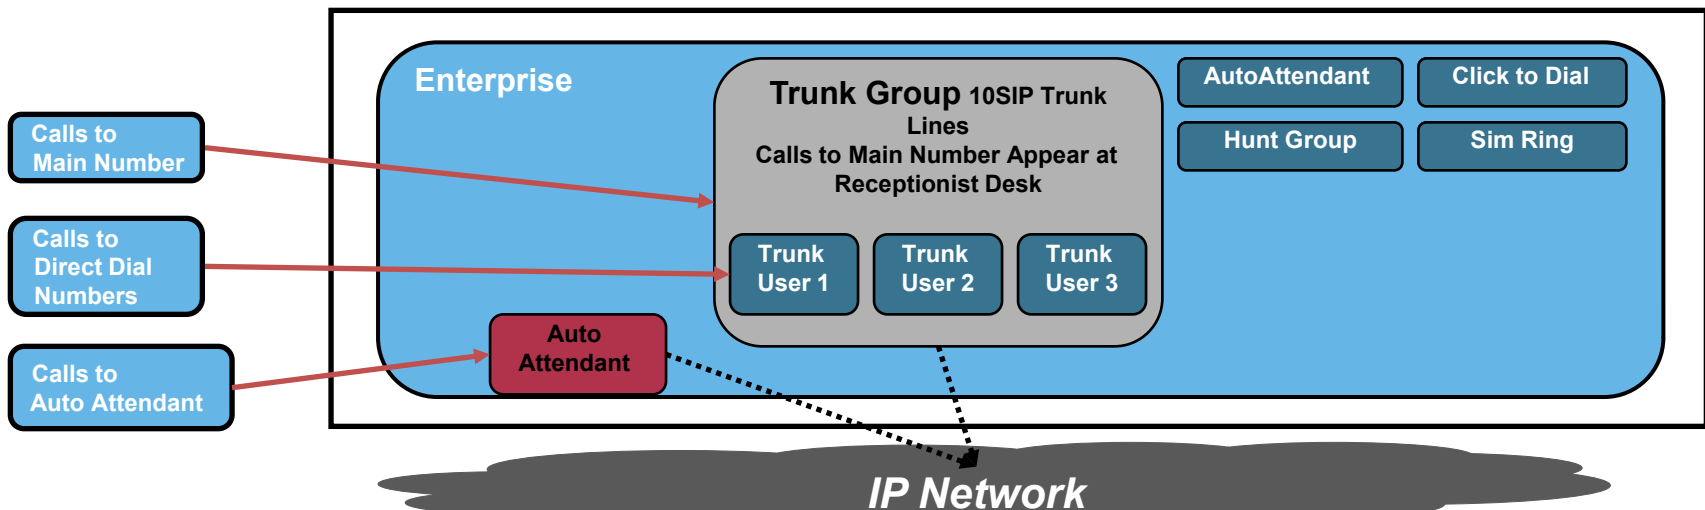 Enterprise
Trunk Group 10SIP Trunk
Lines
Calls to Main Number Appear at
Receptionist Desk
AutoAttendant
Click to Dial
Hunt Group
Sim Ring
Calls to
Main Number
Calls to
Direct Dial
Numbers
Trunk
User 1
Trunk
User 2
Trunk
User 3
Auto
Attendant
Calls to
Auto Attendant
IP Network